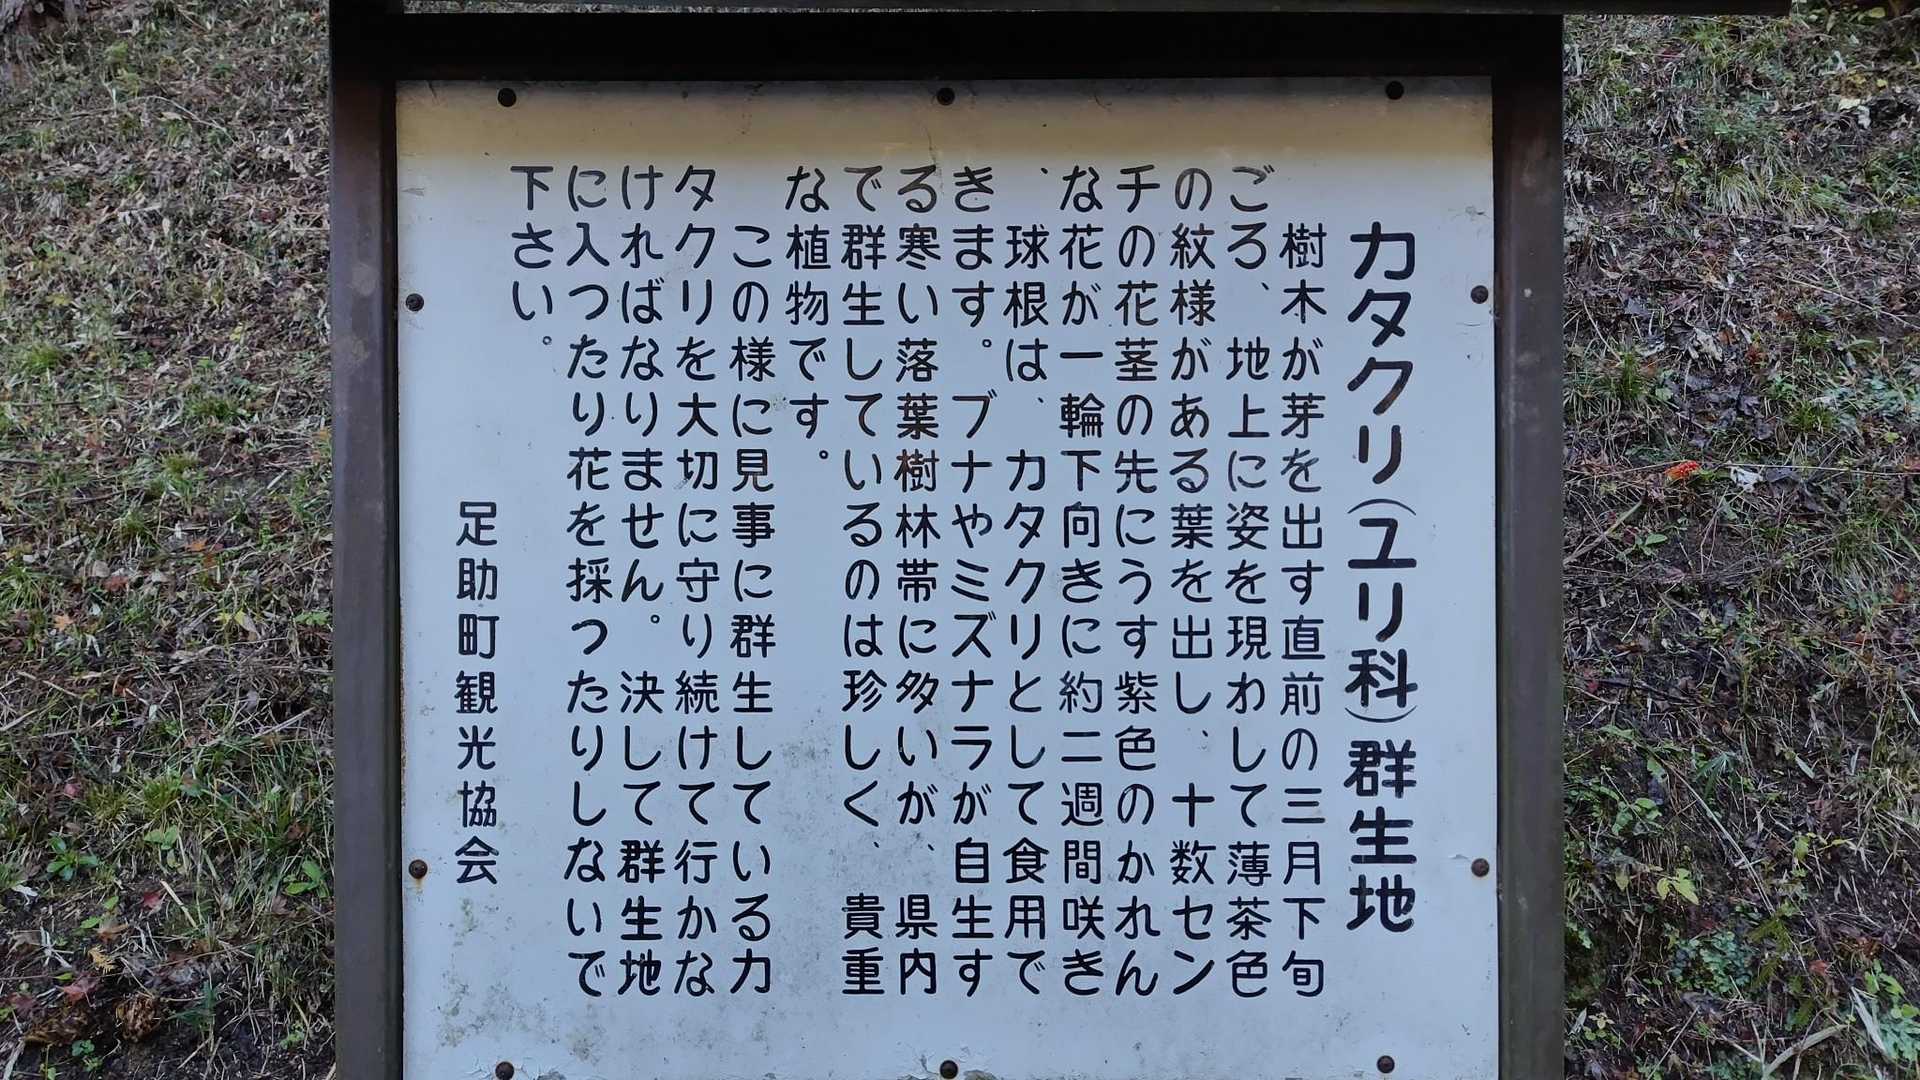 カタクリ(ユリ科)群生地
樹木が芽を出す直前の三月下旬
ごろ、地上に姿を現わして薄茶色
の紋様がある葉を出し、十数セン
チの花茎の先にうす紫色のかれん
な花が一輪下向きに約二週間咲き
、球根は、カタクリとして食用で
きます。ブナやミズナラが自生す
る寒い落葉樹林帯に多いが、県内
で群生しているのは珍しく、貴重
な植物です。
この様に見事に群生しているカ
タクリを大切に守り続けて行かな
ければなりません。決して群生地
に入つたり花を採ったりしないで
下さい。
足助町観光協会